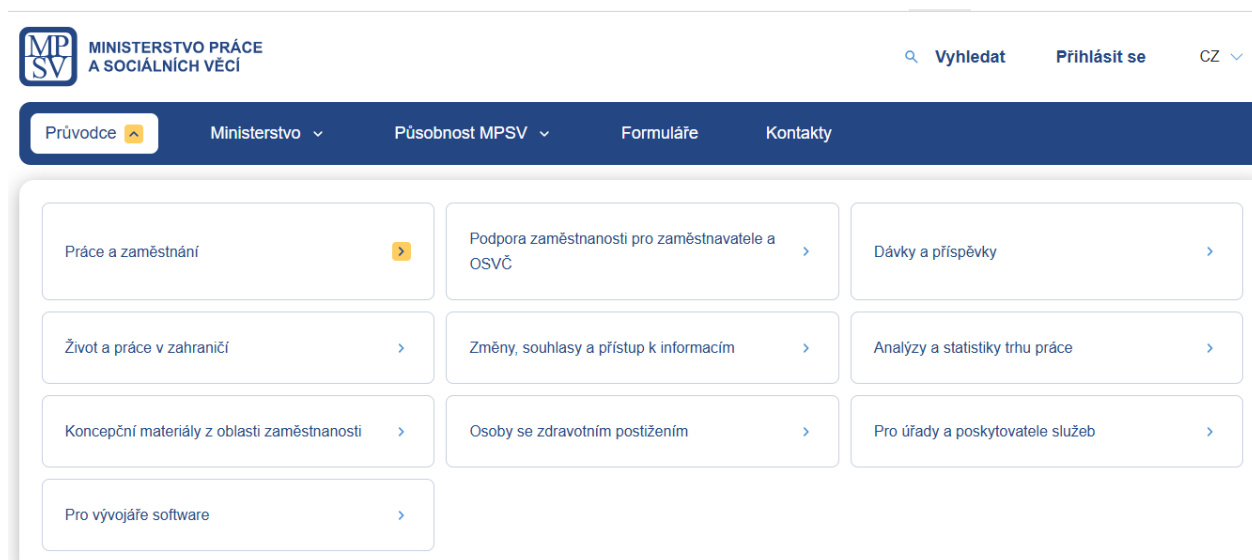 MP
SV
MINISTERSTVO PRÁCE
A SOCIÁLNÍCH VĚCÍ
Vyhledat
Přihlásit se
CZ
Průvodce
Ministerstvo
Působnost MPSV
Formuláře
Kontakty
Práce a zaměstnání
Podpora zaměstnanosti pro zaměstnavatele a
OSVČ
Dávky a příspěvky
Život a práce v zahraničí
Změny, souhlasy a přístup k informacím
Analýzy a statistiky trhu práce
Koncepční materiály z oblasti zaměstnanosti
Osoby se zdravotním postižením
Pro úřady a poskytovatele služeb
Pro vývojáře software